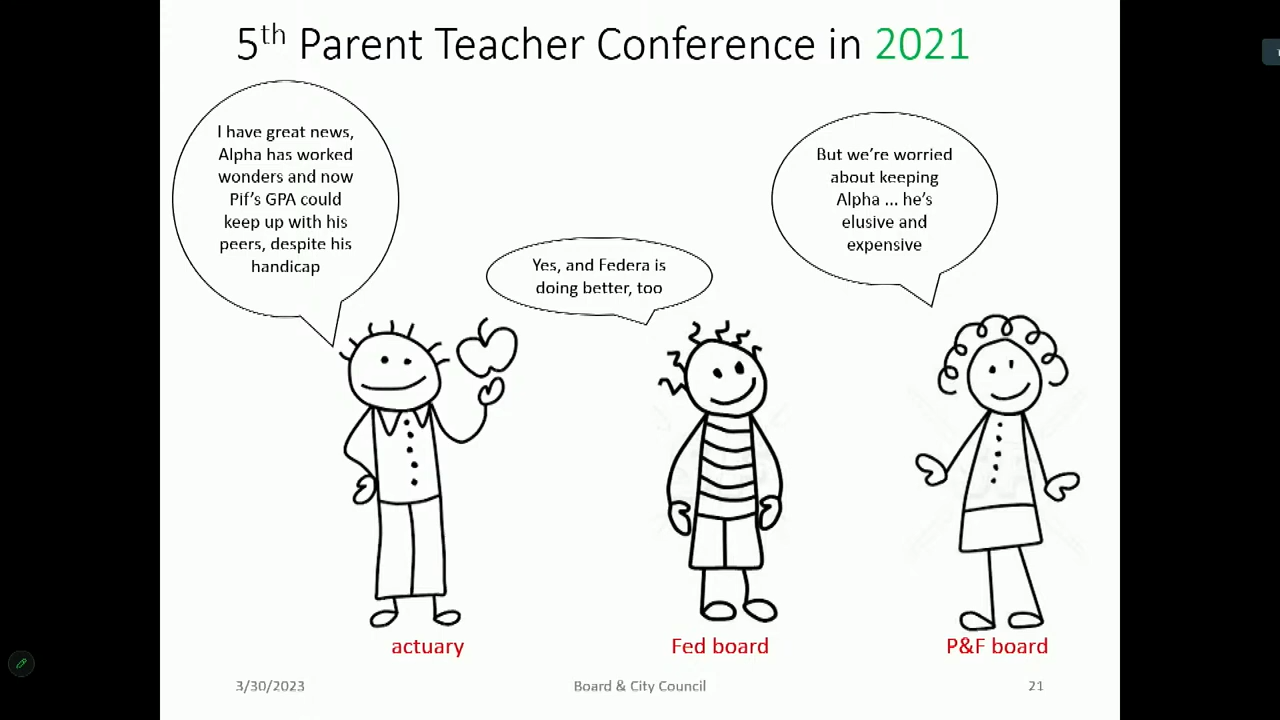 5th Parent Teacher Conference in 2021
I have great news,
Alpha has worked
wonders and now
Pif's GPA could
keep up with his
peers, despite his
handicap
Yes, and Federa is
doing better, too
But we're worried
about keeping
Alpha ... he's
elusive and
expensive
actuary
Fed board
P&F board
3/30/2023
Board & City Council
21